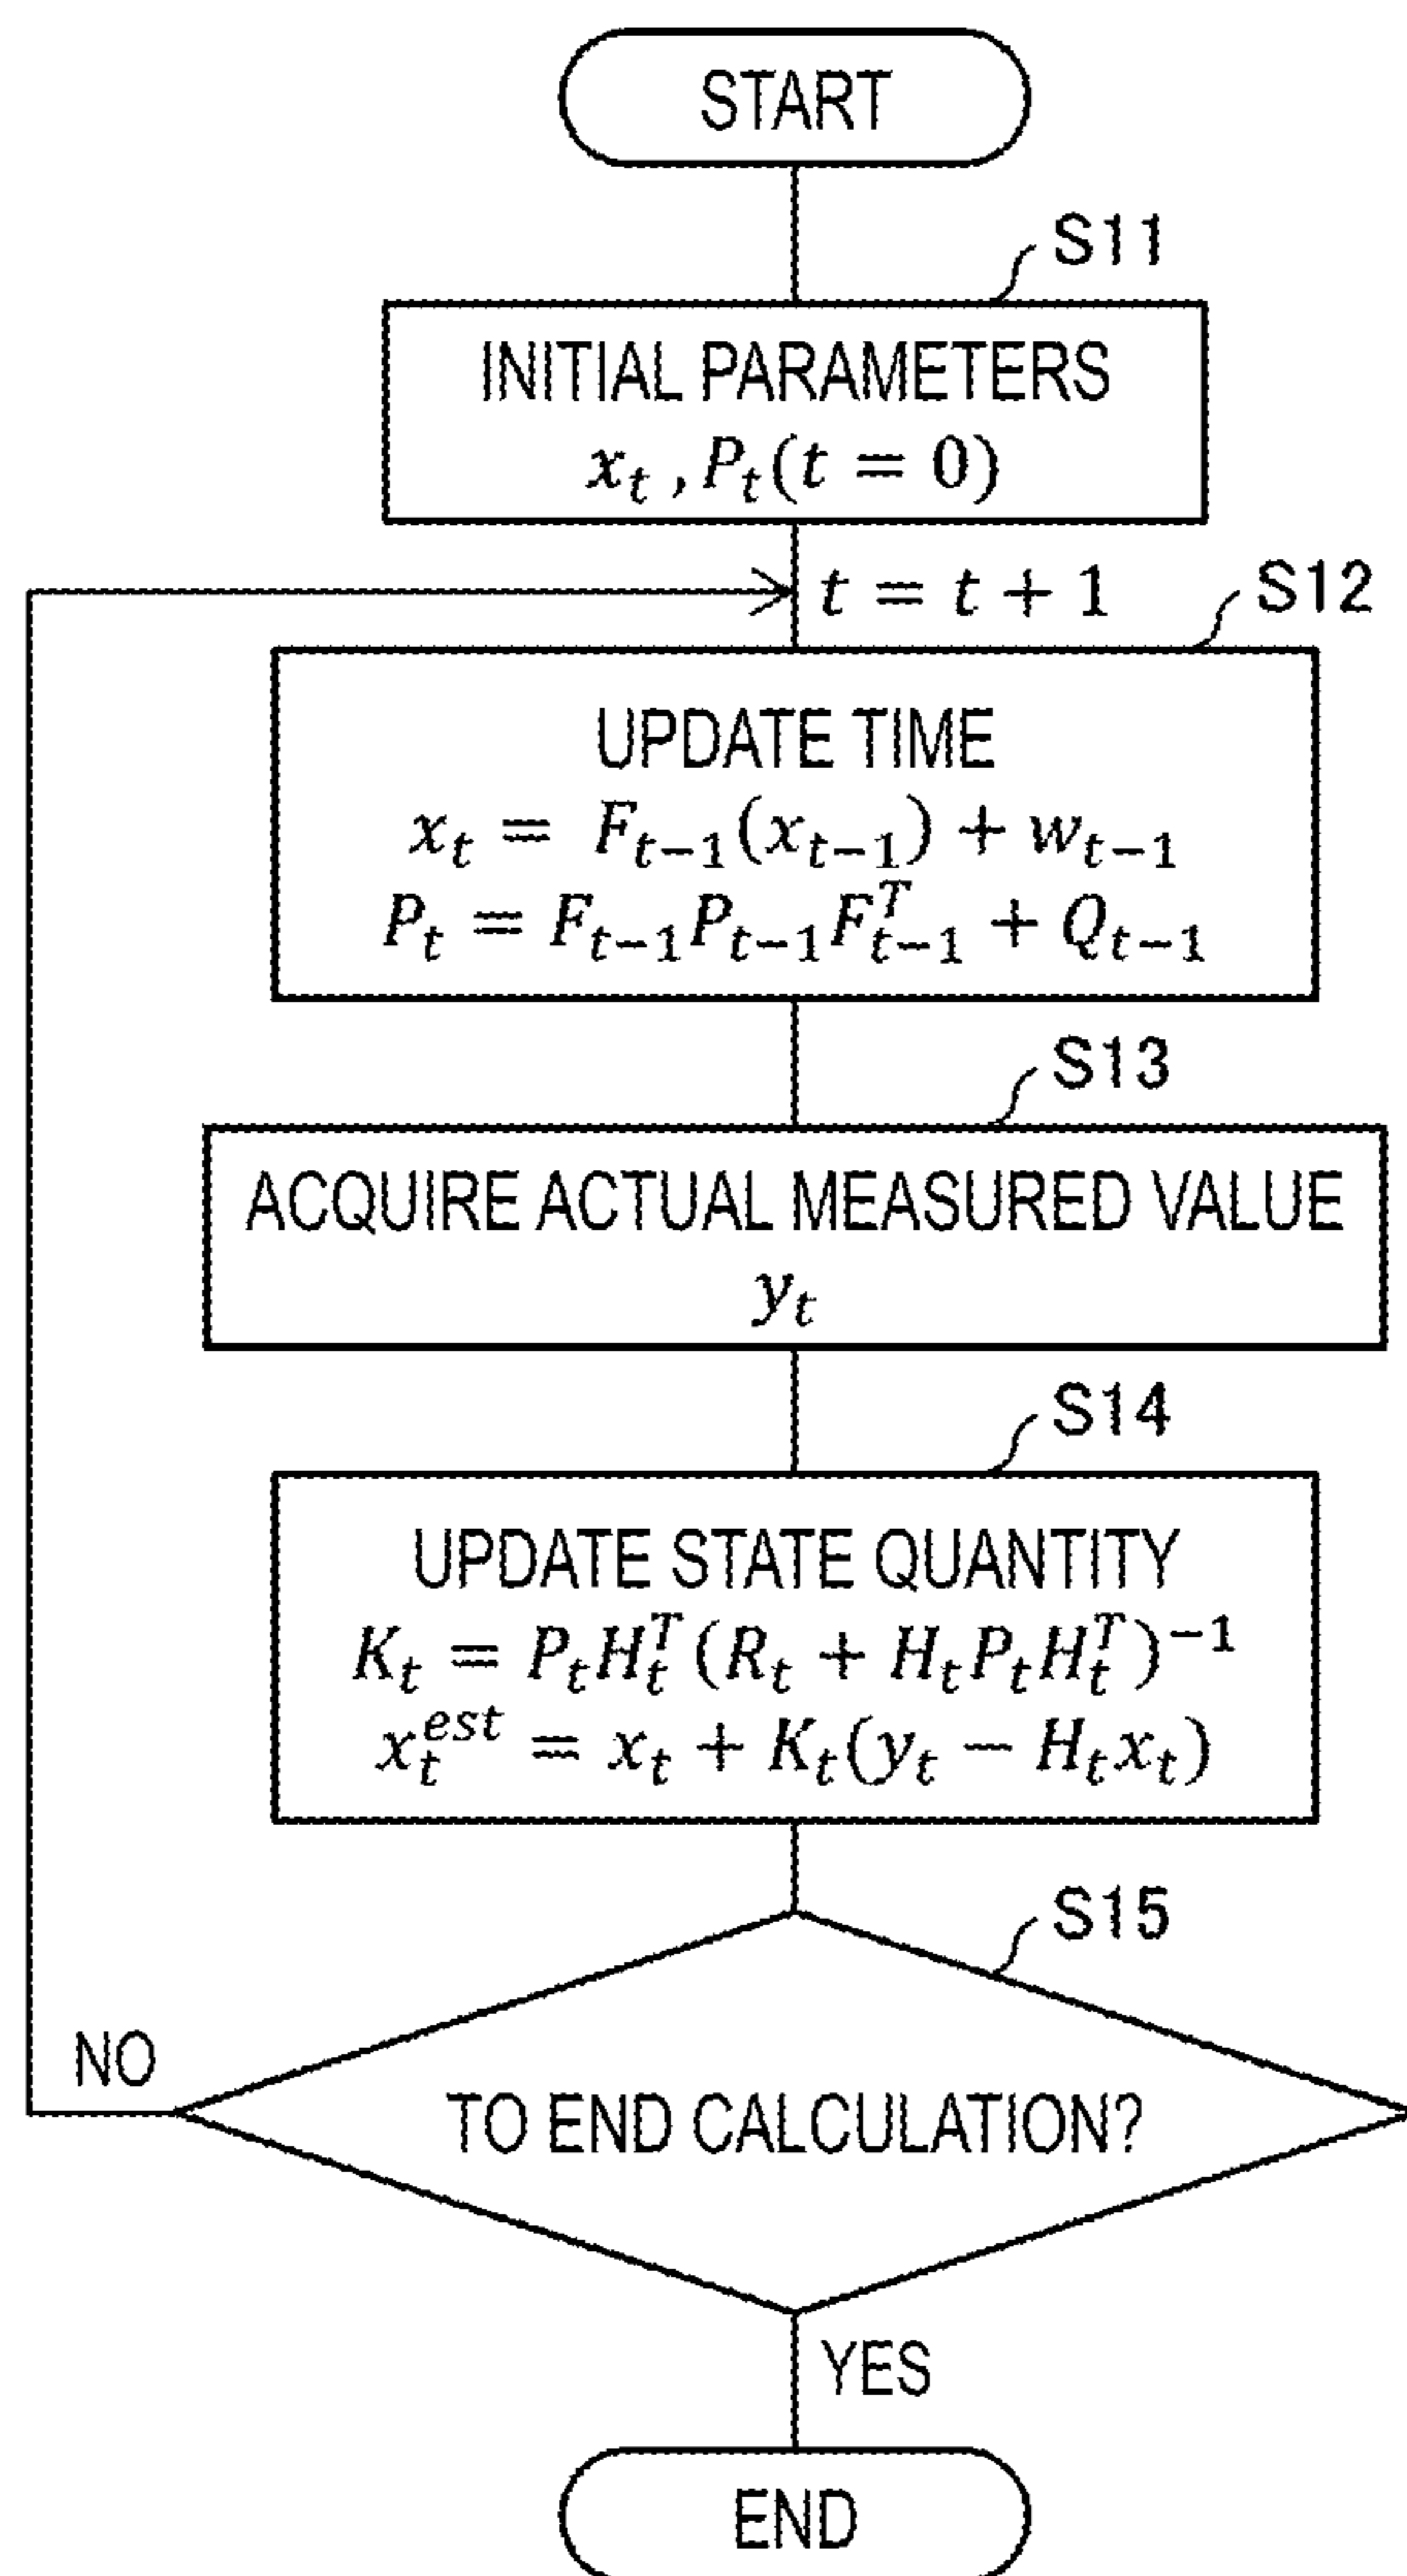 START
S11
INITIAL PARAMETERS
x_t , P_t(t = 0)
t = t + 1
S12
UPDATE TIME
x_t = F_{t−1}(x_{t−1}) + w_{t−1}
P_t = F_{t−1}P_{t−1}F_{t−1}^T + Q_{t−1}
S13
ACQUIRE ACTUAL MEASURED VALUE
y_t
S14
UPDATE STATE QUANTITY
K_t = P_tH_t^T(R_t + H_tP_tH_t^T)^{−1}
x_t^{est} = x_t + K_t(y_t − H_tx_t)
S15
NO
TO END CALCULATION?
YES
END